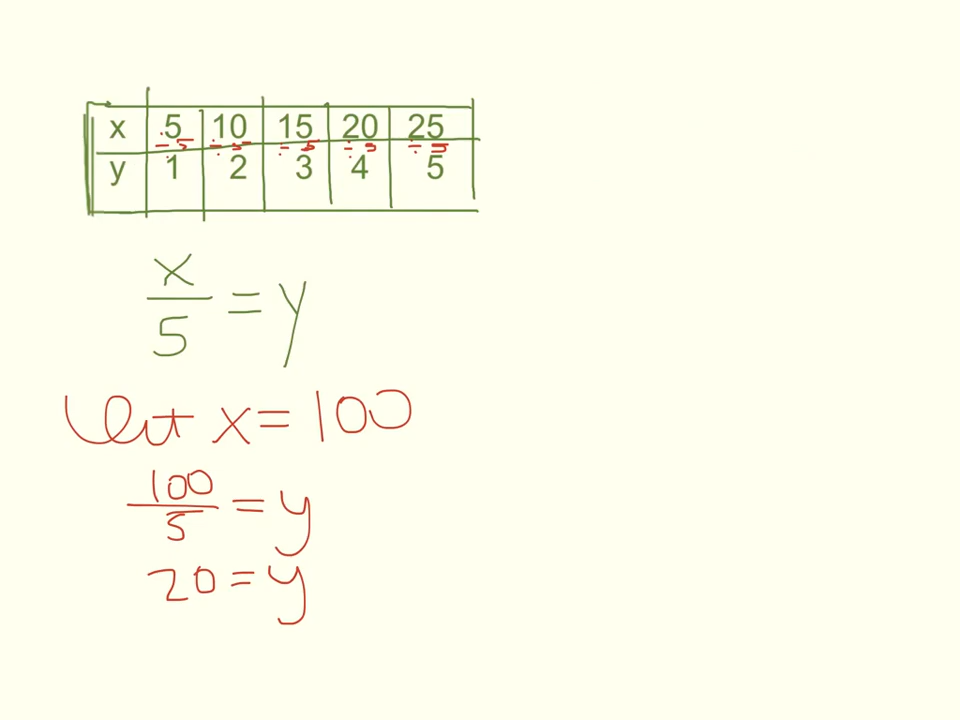 x 5 10 15 20 25
÷5 ÷5 ÷5 ÷5 ÷5
y 1 2 3 4 5
x/5 = y
let x = 100
100/5 = y
20 = y